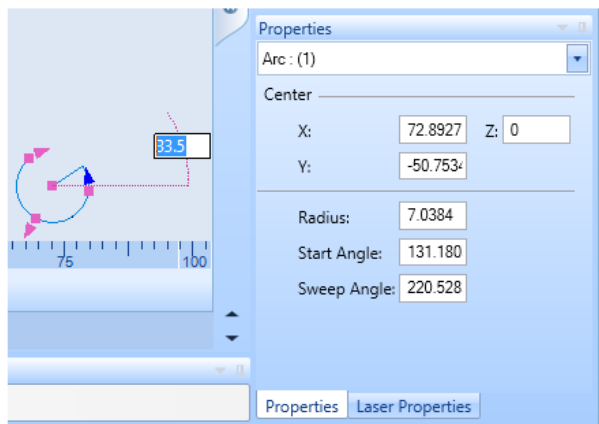 Properties
Arc : (1)
Center
X: 72.8927 Z: 0
Y: -50.7534
Radius: 7.0384
Start Angle: 131.180
Sweep Angle: 220.528
33.5
75 100
Properties Laser Properties